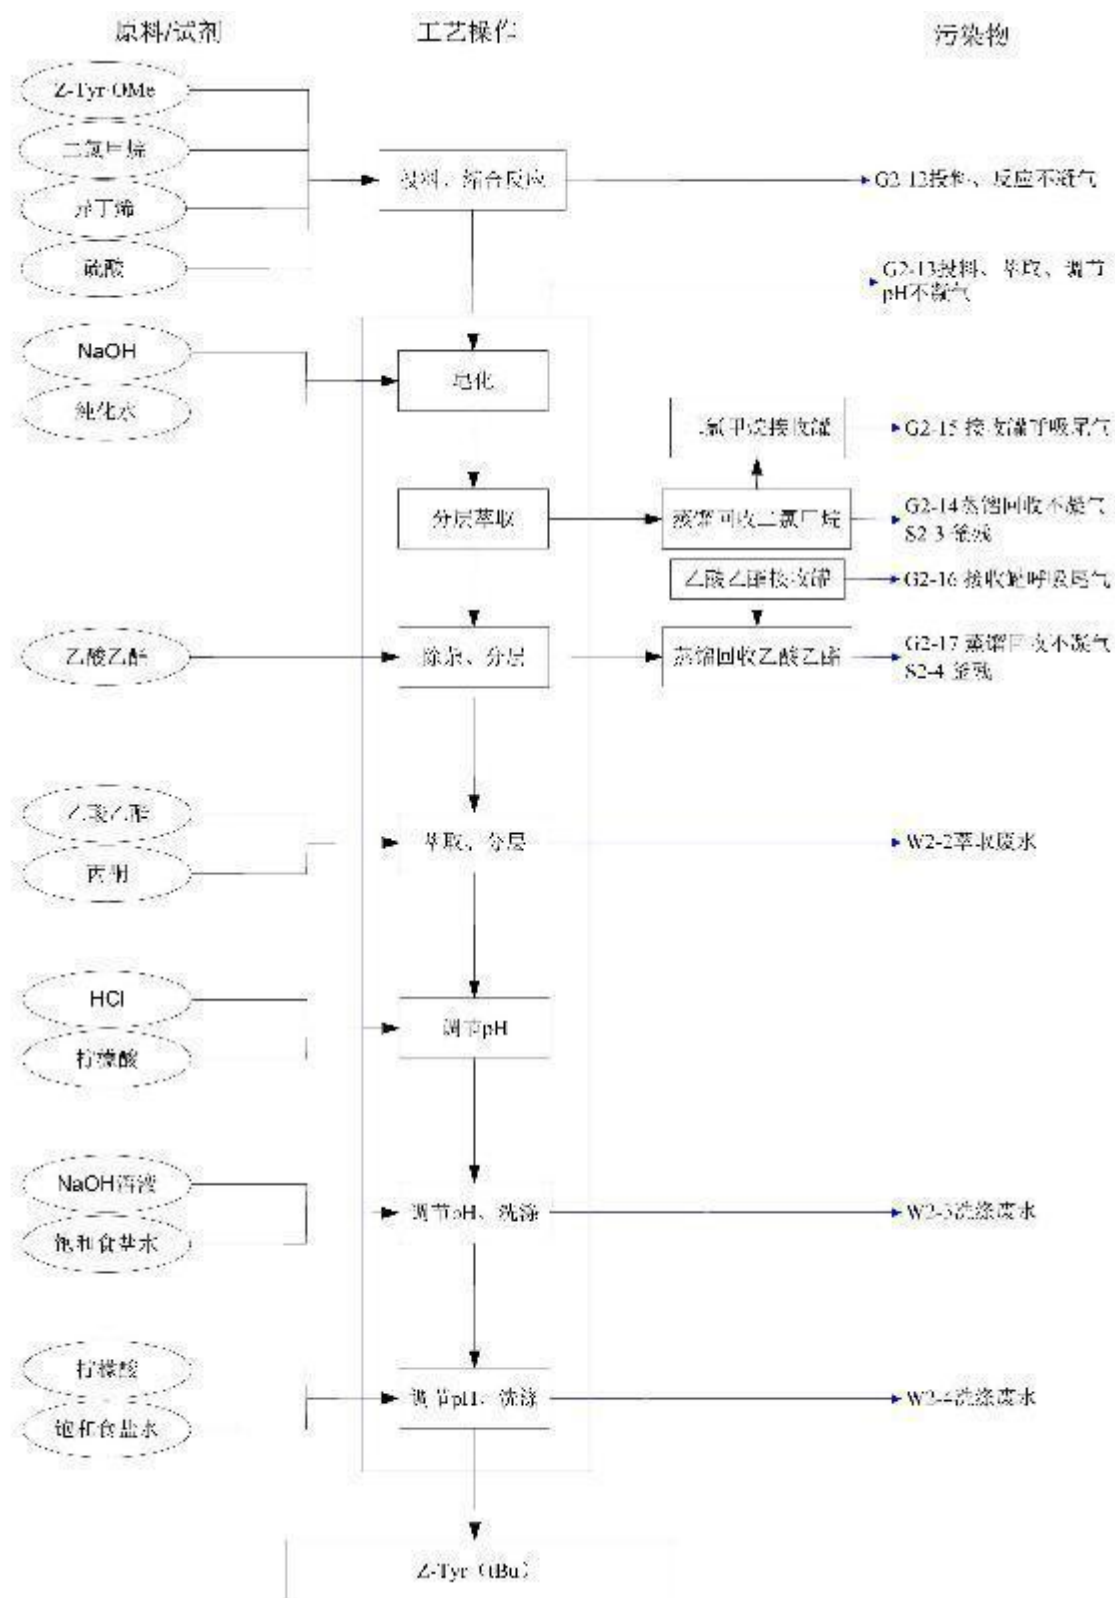 原料/试剂
工艺操作
污染物
Z-Tyr-OMe
二氯甲烷
异丁烯
硫酸
投料、缩合反应
G2-12投料、反应不凝气
G2-13投料、萃取、调节
pH不凝气
NaOH
纯化水
皂化
二氯甲烷接收罐
G2-15 接收罐呼吸尾气
分层萃取
蒸馏回收二氯甲烷
G2-14蒸馏回收不凝气
S2-3 釜残
乙酸乙酯接收罐
G2-16 接收罐呼吸尾气
乙酸乙酯
除杂、分层
蒸馏回收乙酸乙酯
G2-17 蒸馏回收不凝气
S2-4 釜残
乙酸乙酯
丙酮
萃取、分层
W2-2萃取废水
HCl
柠檬酸
调节pH
NaOH溶液
饱和食盐水
调节pH、洗涤
W2-3洗涤废水
柠檬酸
饱和食盐水
调节pH、洗涤
W2-4洗涤废水
Z-Tyr（tBu）